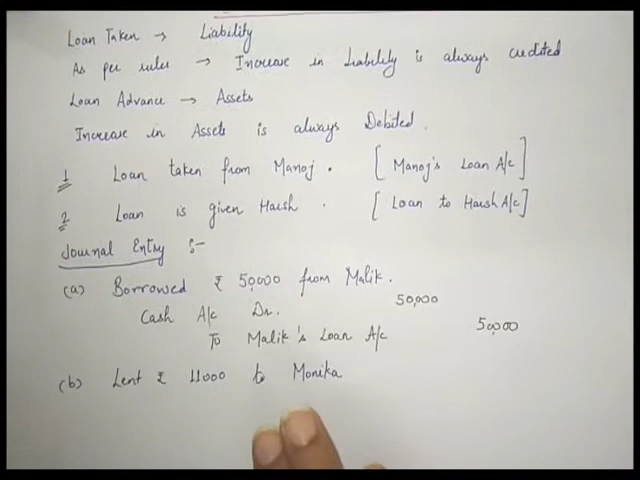 Loan Taken → Liability
As per rules → Increase in Liability is always credited
Loan Advance → Assets
Increase in Assets is always Debited.
1 Loan taken from Manoj. [Manoj's Loan A/c]
2 Loan is given Harsh. [Loan to Harsh A/c]
Journal Entry :-
(a) Borrowed ₹ 50,000 from Malik.
Cash A/c Dr. 50,000
To Malik's Loan A/c 50,000
(b) Lent ₹ 11000 to Monika